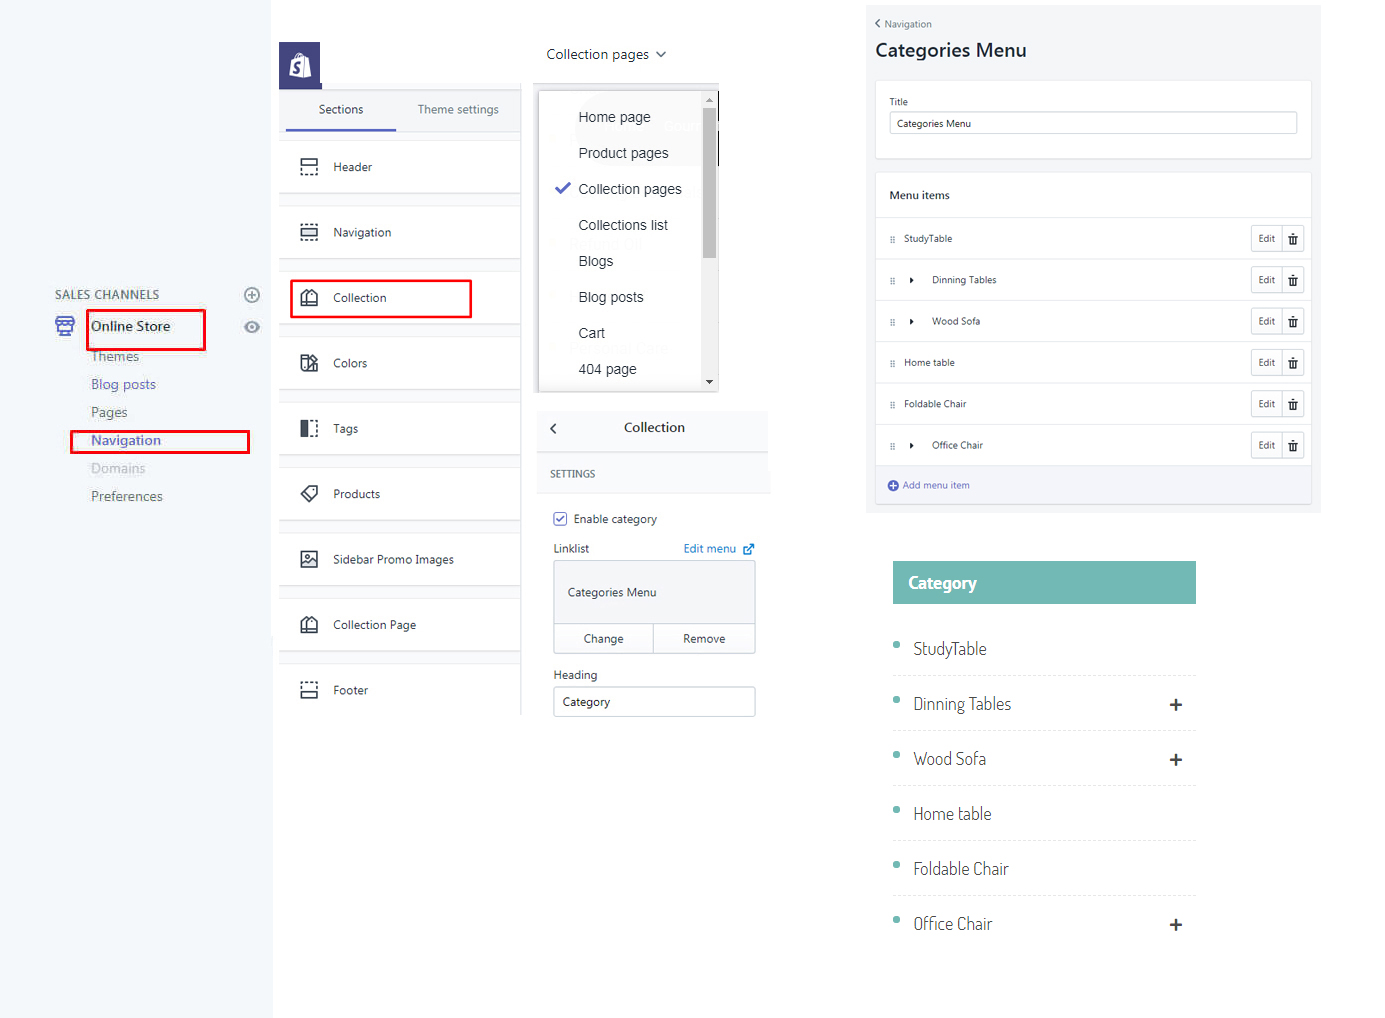 SALES CHANNELS
Online Store
Themes
Blog posts
Pages
Navigation
Domains
Preferences
Sections
Theme settings
Header
Navigation
Collection
Colors
Tags
Products
Sidebar Promo Images
Collection Page
Footer
Collection pages
Home page
Product pages
Collection pages
Collections list
Blogs
Blog posts
Cart
404 page
Collection
SETTINGS
Enable category
Linklist
Edit menu
Categories Menu
Change
Remove
Heading
Category
Navigation
Categories Menu
Title
Categories Menu
Menu items
StudyTable
Edit
Dinning Tables
Edit
Wood Sofa
Edit
Home table
Edit
Foldable Chair
Edit
Office Chair
Edit
Add menu item
Category
StudyTable
Dinning Tables +
Wood Sofa +
Home table
Foldable Chair
Office Chair +